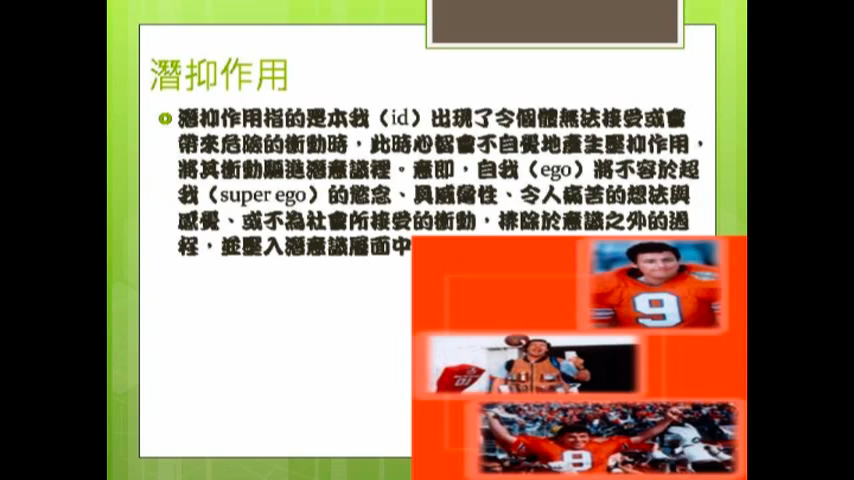 潛抑作用
潛抑作用指的是本我（id）出現了令個體無法接受或會
帶來危險的衝動時，此時心智會不自覺地產生壓抑作用，
將其衝動驅進潛意識裡。意即，自我（ego）將不容於超
我（super ego）的慾念、具威脅性、令人痛苦的想法與
感覺、或不為社會所接受的衝動，排除於意識之外的過
程，並壓入潛意識層面中
9
9